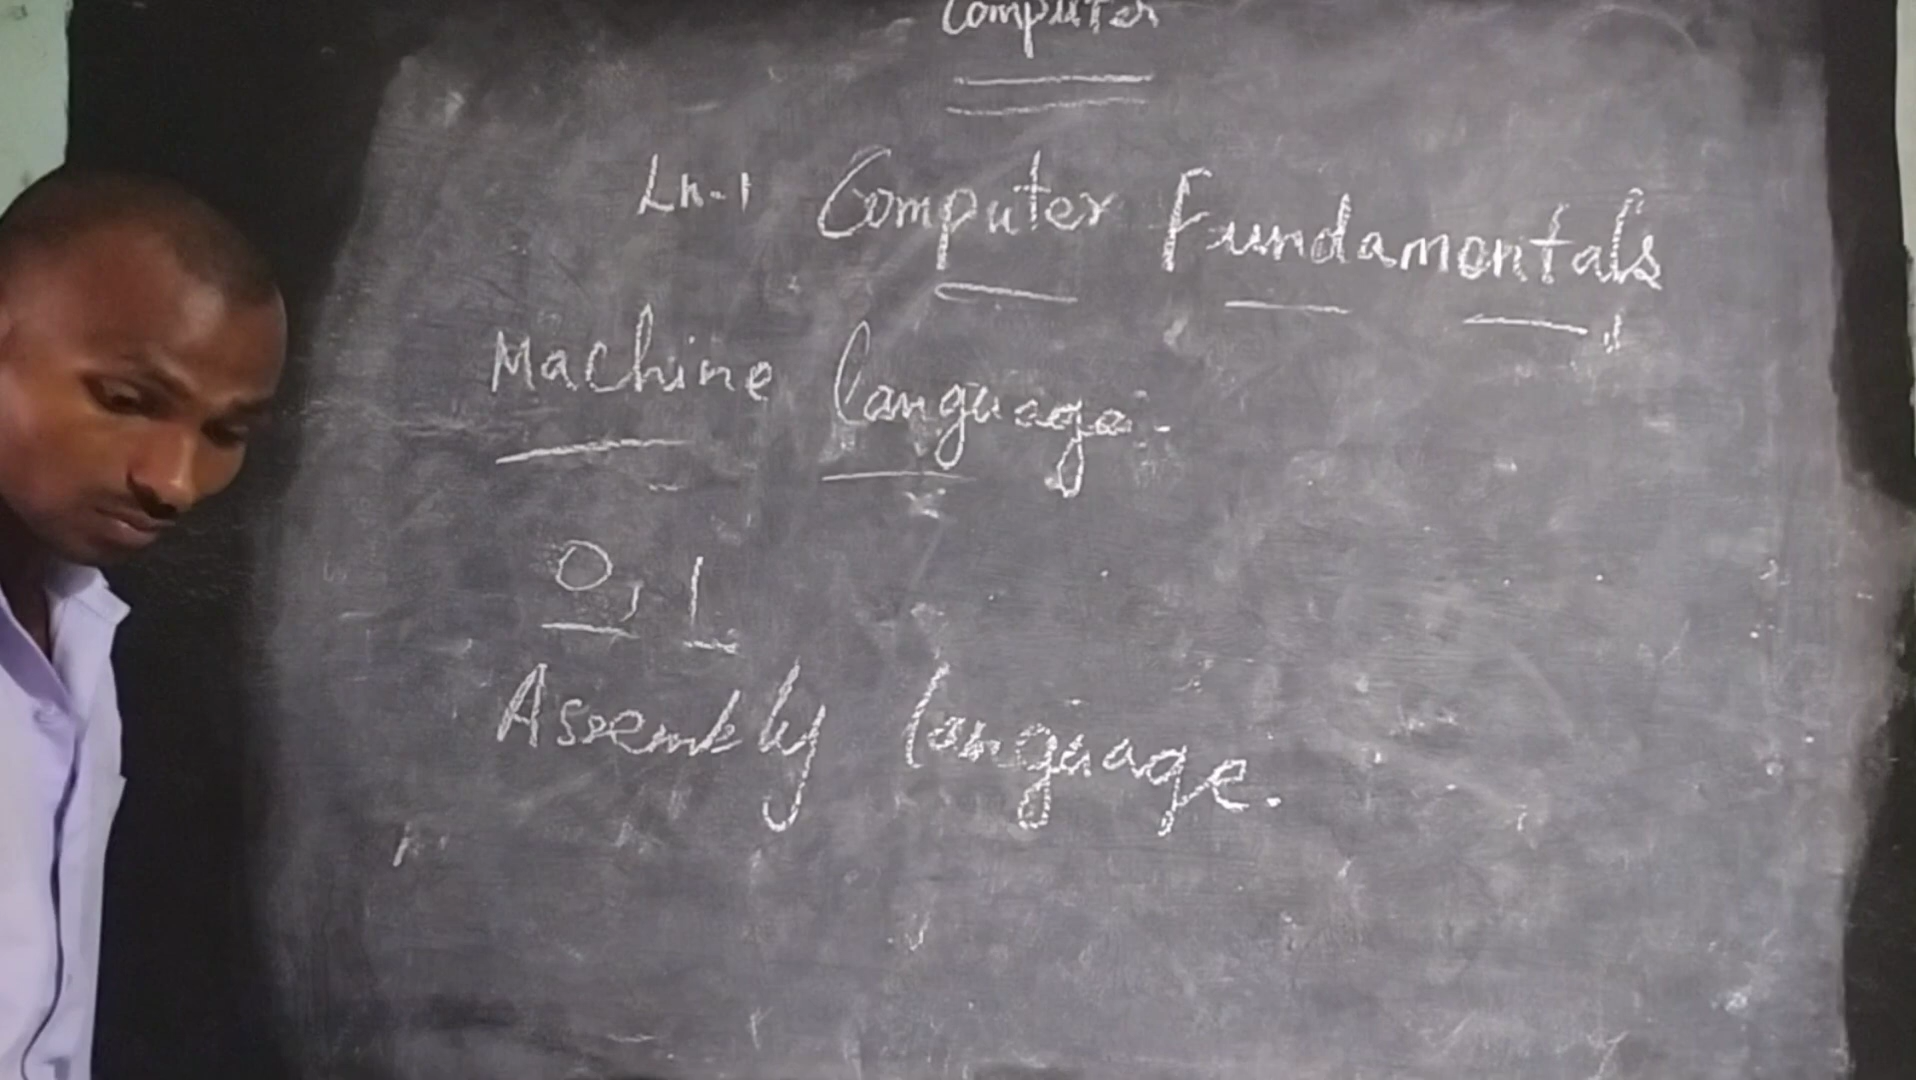 Computer
Ln-1 Computer Fundamentals
Machine language.
0, 1
Assembly language.